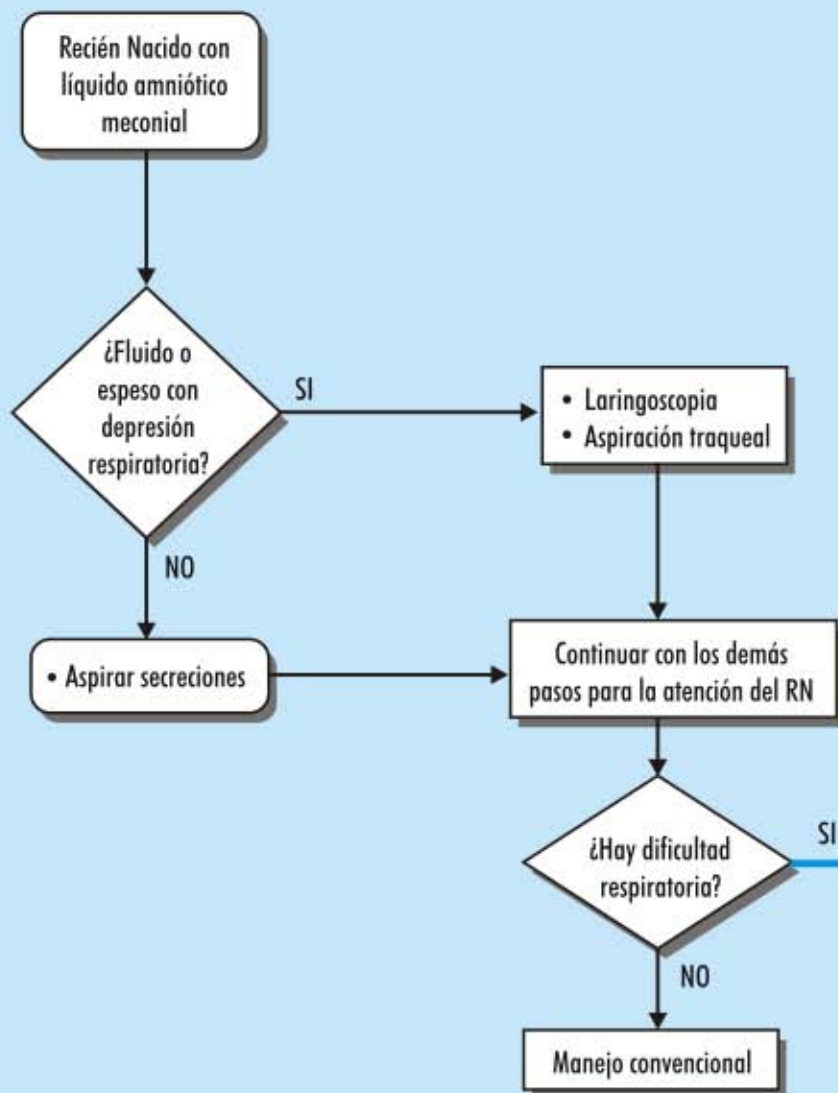 Recién Nacido con
líquido amniótico
meconial
¿Fluido o
espeso con
depresión
respiratoria?
SI
• Laringoscopia
• Aspiración traqueal
NO
• Aspirar secreciones
Continuar con los demás
pasos para la atención del RN
¿Hay dificultad
respiratoria?
SI
NO
Manejo convencional